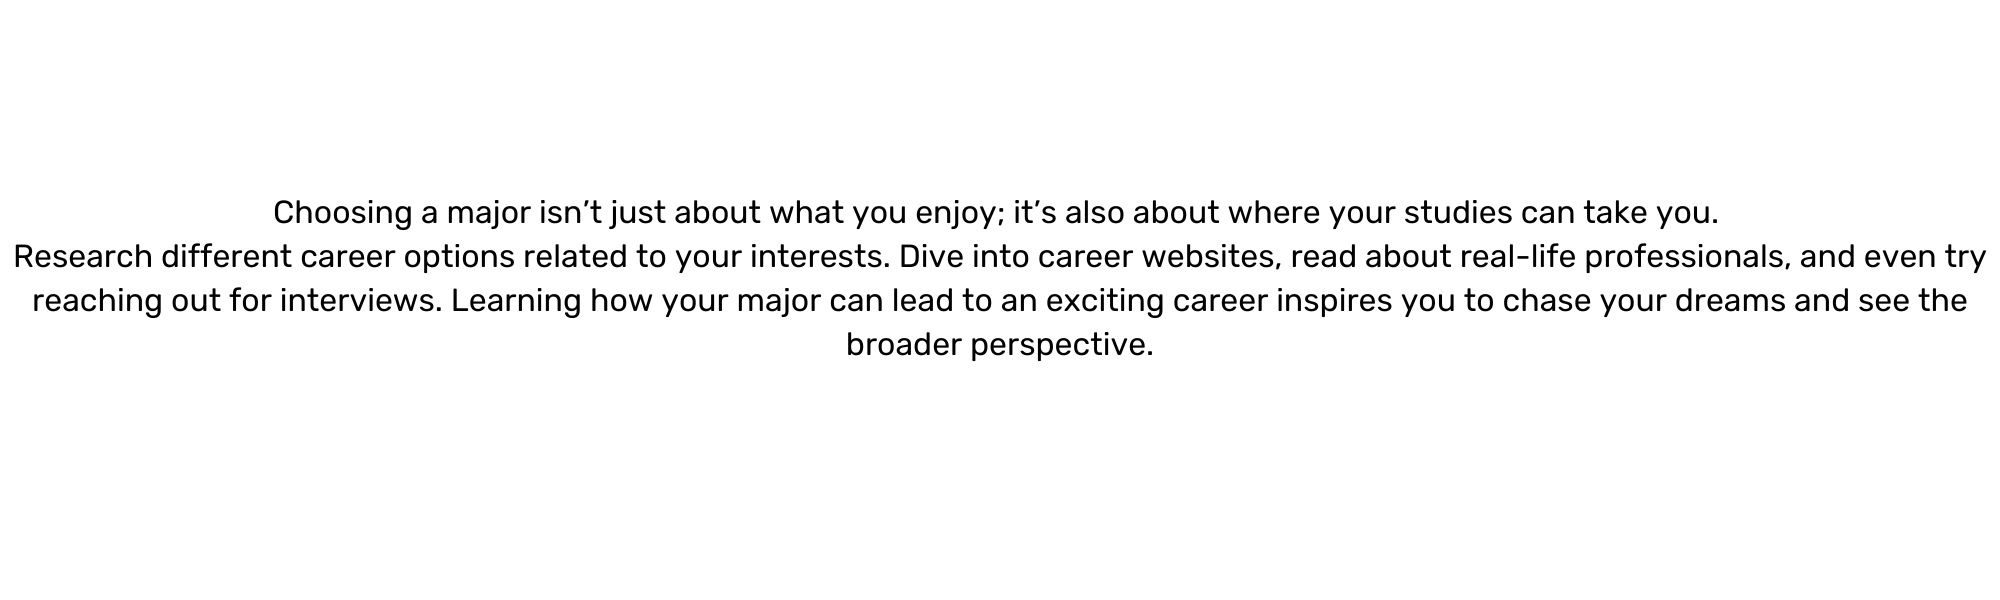 Choosing a major isn’t just about what you enjoy; it’s also about where your studies can take you.
Research different career options related to your interests. Dive into career websites, read about real-life professionals, and even try
reaching out for interviews. Learning how your major can lead to an exciting career inspires you to chase your dreams and see the
broader perspective.